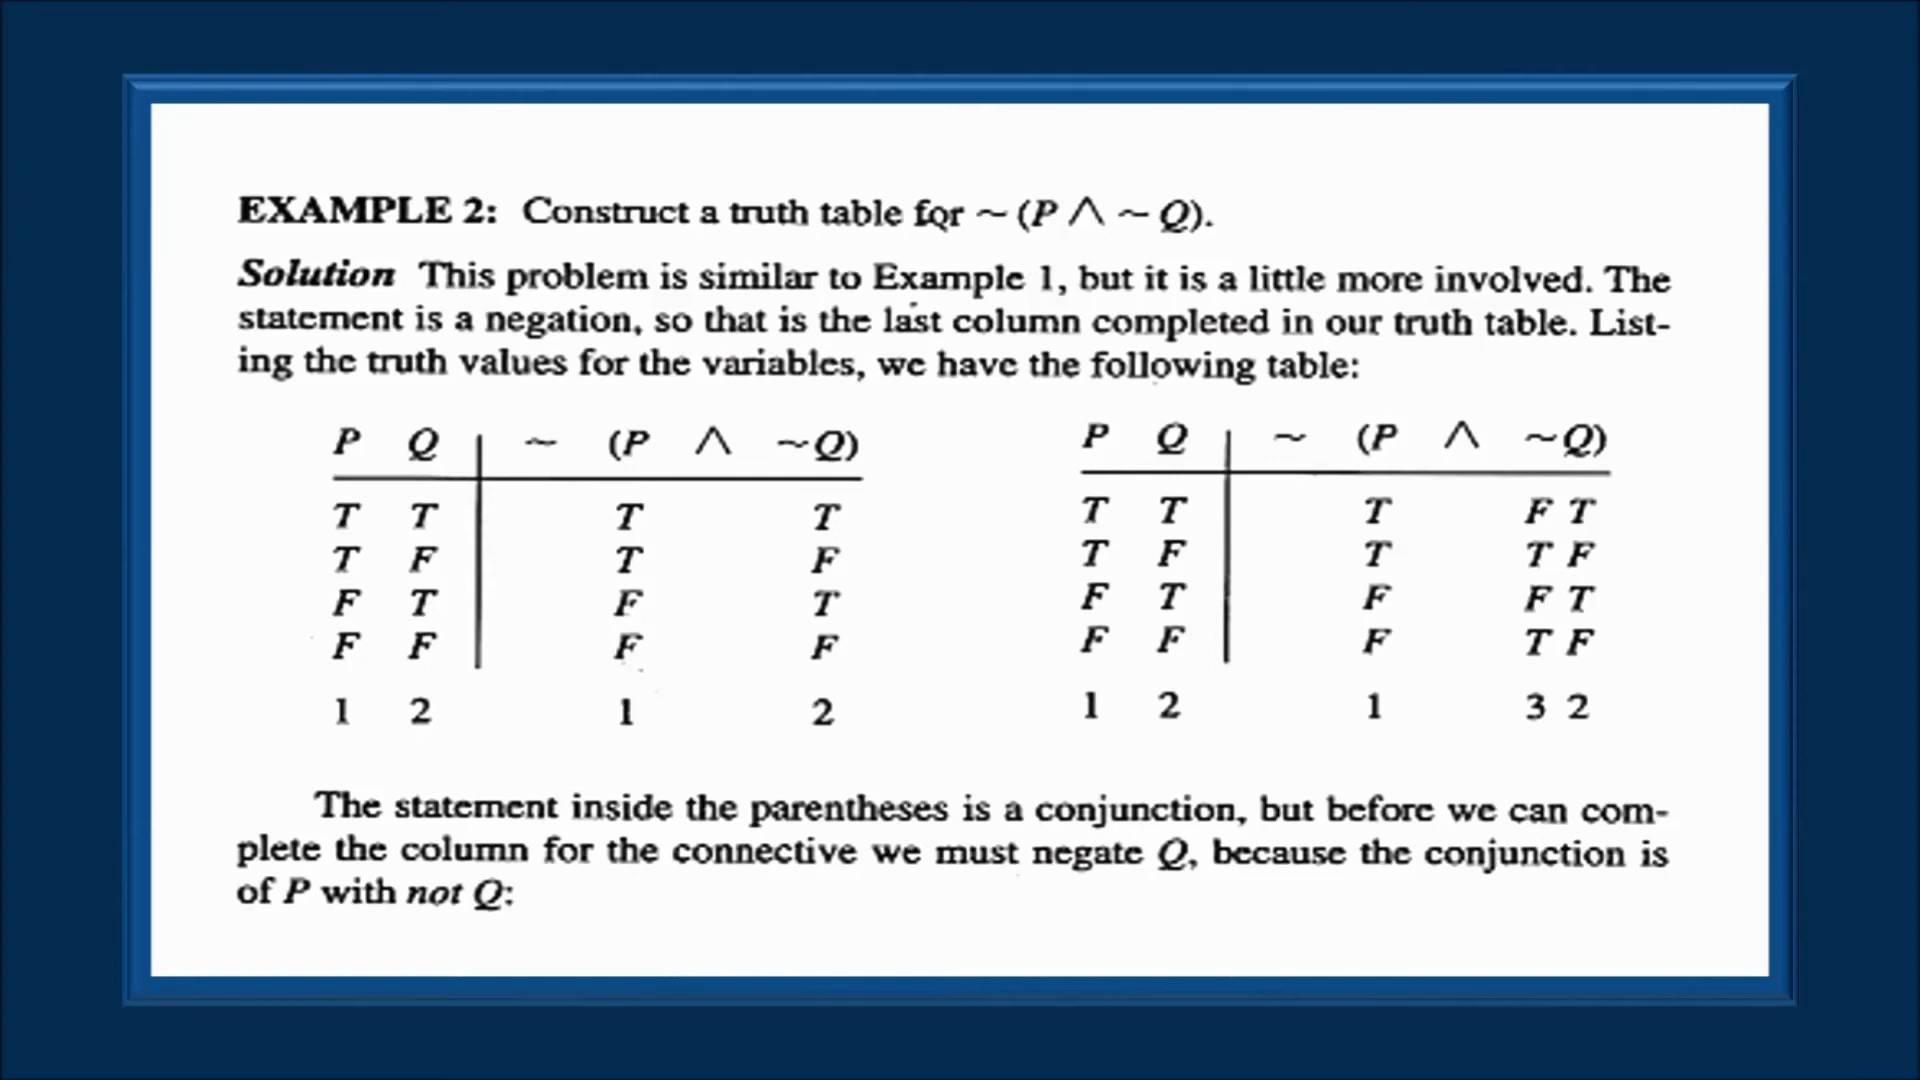 EXAMPLE 2: Construct a truth table for ~ (P ∧ ~ Q).
Solution This problem is similar to Example 1, but it is a little more involved. The
statement is a negation, so that is the last column completed in our truth table. List-
ing the truth values for the variables, we have the following table:
P Q ~ (P ∧ ~Q)
T T T T
T F T F
F T F T
F F F F
1 2 1 2
P Q ~ (P ∧ ~Q)
T T T F T
T F T T F
F T F F T
F F F T F
1 2 1 3 2
The statement inside the parentheses is a conjunction, but before we can com-
plete the column for the connective we must negate Q, because the conjunction is
of P with not Q: